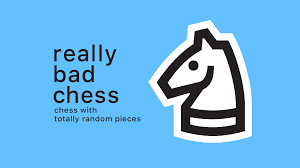 really
bad
chess
chess with
totally random pieces